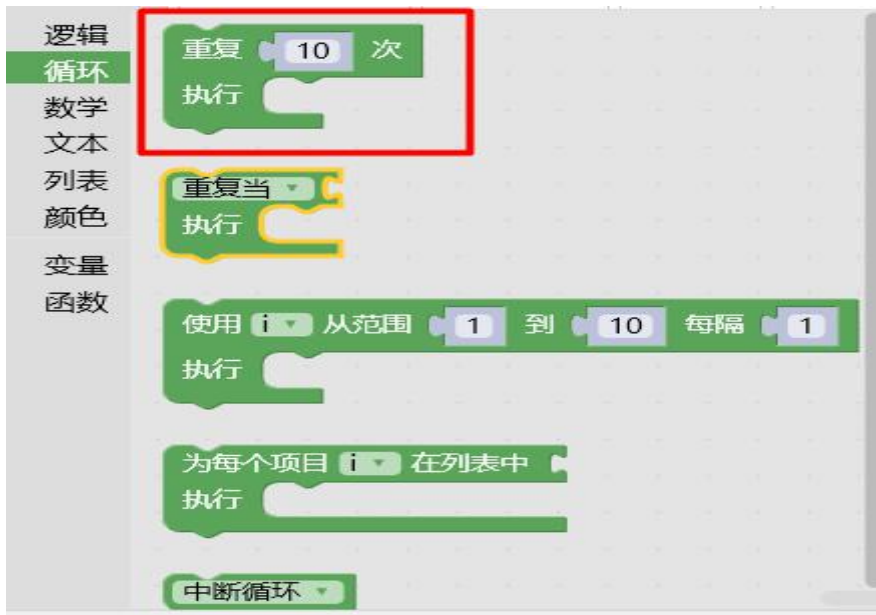 逻辑
循环
数学
文本
列表
颜色
变量
函数
重复 10 次
执行
重复当
执行
使用 i 从范围 1 到 10 每隔 1
执行
为每个项目 i 在列表中
执行
中断循环